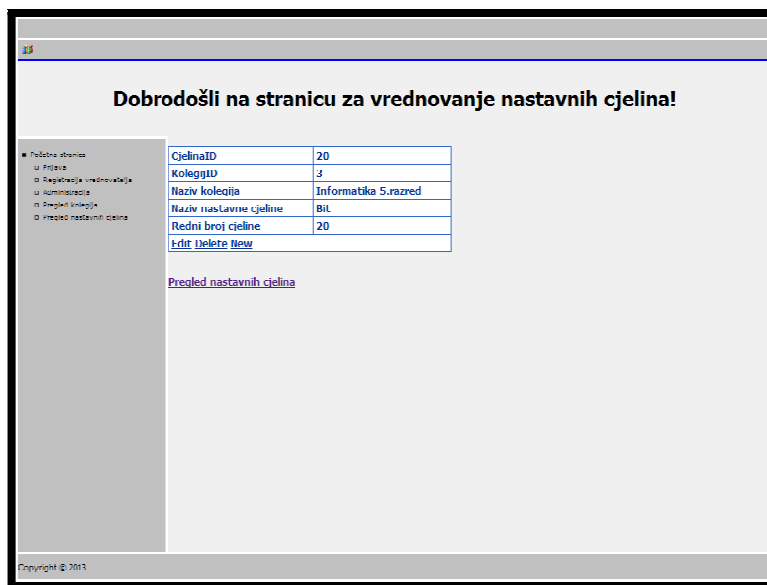 Dobrodošli na stranicu za vrednovanje nastavnih cjelina!
Početna stranica
Prijava
Registracija vrednovatelja
Administracija
Pregled kolegija
Pregled nastavnih cjelina
CjelinaID 20
KolegijID 3
Naziv kolegija Informatika 5.razred
Naziv nastavne cjeline Bit
Redni broj cjeline 20
Edit Delete New
Pregled nastavnih cjelina
Copyright © 2013